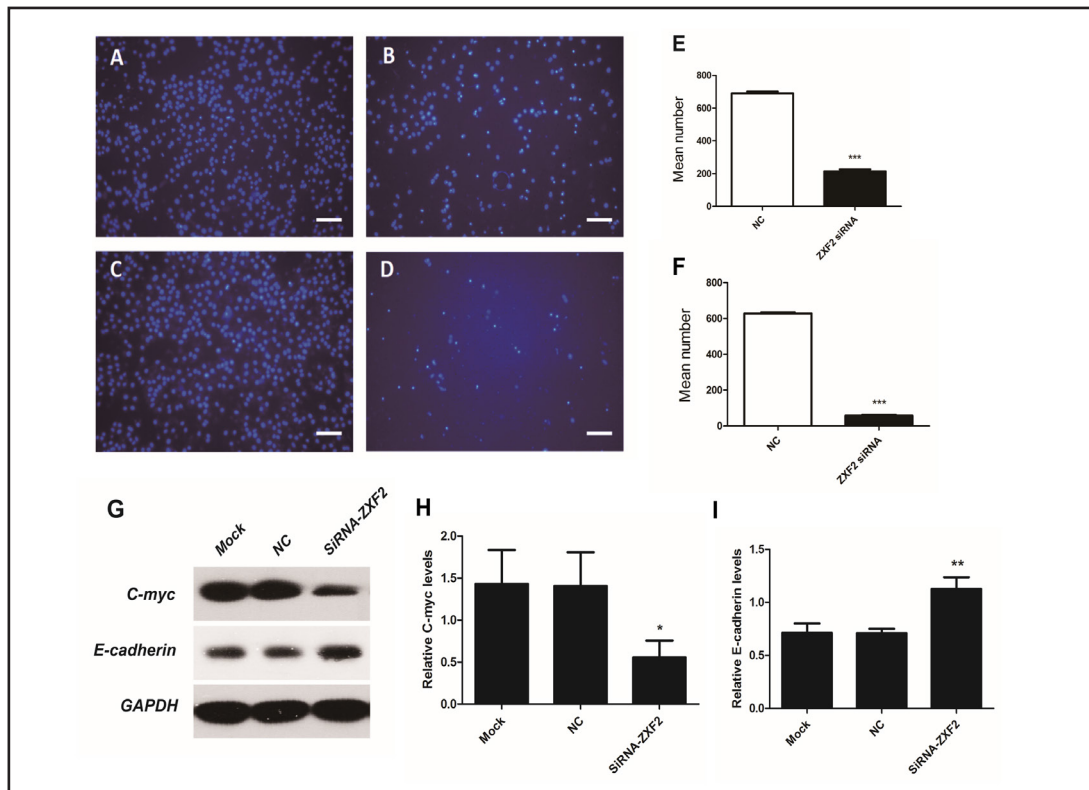 A
B
C
D
E
Mean number
800
600
400
200
0
NC
ZXF2 siRNA
***
F
Mean number
800
600
400
200
0
NC
ZXF2 siRNA
***
G
Mock
NC
SiRNA-ZXF2
C-myc
E-cadherin
GAPDH
H
Relative C-myc levels
2.0
1.5
1.0
0.5
0.0
*
Mock
NC
SiRNA-ZXF2
I
Relative E-cadherin levels
1.5
1.0
0.5
0.0
**
Mock
NC
SiRNA-ZXF2